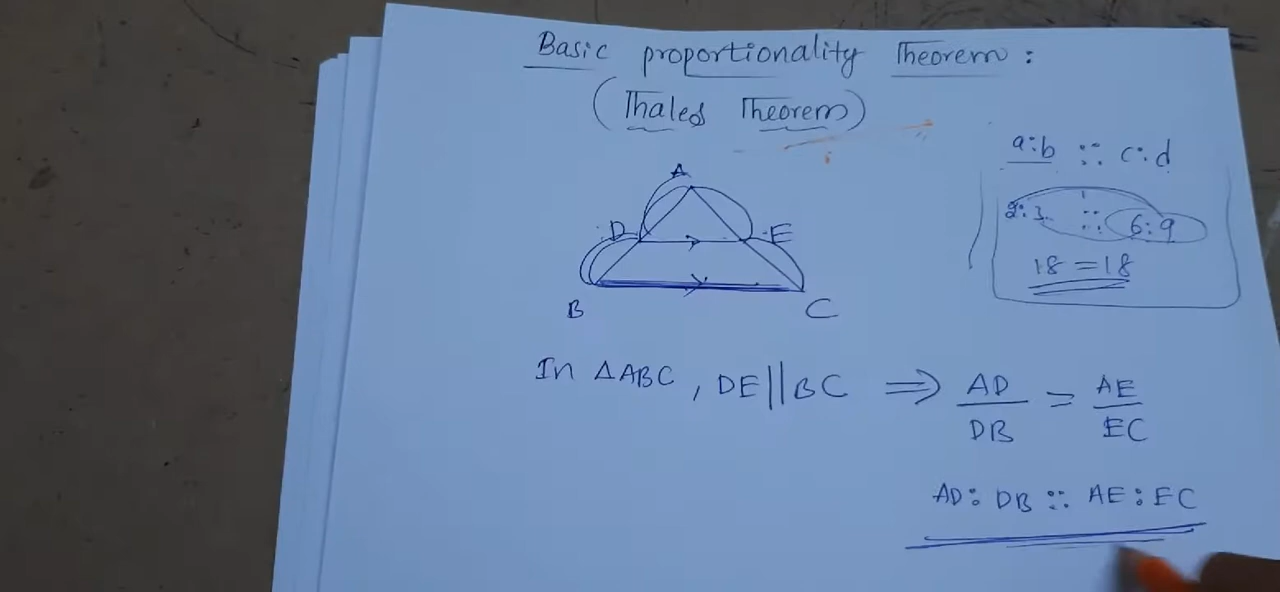 Basic proportionality Theorem :
(Thales Theorem)
a:b :: c:d
2:3 :: 6:9
18 = 18
A
D E
B C
In △ABC, DE||BC ⇒ AD/DB = AE/EC
AD : DB :: AE : EC